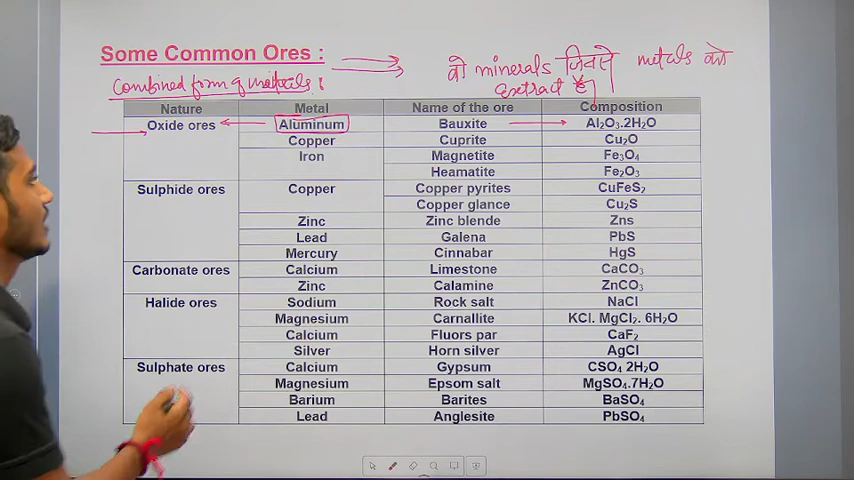 Some Common Ores :
वो minerals जिनसे metals को
extract
Combined form of metals :
Nature Metal Name of the ore Composition
Oxide ores Aluminum Bauxite Al₂O₃.2H₂O
Copper Cuprite Cu₂O
Iron Magnetite Fe₃O₄
Heamatite Fe₂O₃
Sulphide ores Copper Copper pyrites CuFeS₂
Copper glance Cu₂S
Zinc Zinc blende Zns
Lead Galena PbS
Mercury Cinnabar HgS
Carbonate ores Calcium Limestone CaCO₃
Zinc Calamine ZnCO₃
Halide ores Sodium Rock salt NaCl
Magnesium Carnallite KCl. MgCl₂. 6H₂O
Calcium Fluors par CaF₂
Silver Horn silver AgCl
Sulphate ores Calcium Gypsum CSO₄ 2H₂O
Magnesium Epsom salt MgSO₄.7H₂O
Barium Barites BaSO₄
Lead Anglesite PbSO₄